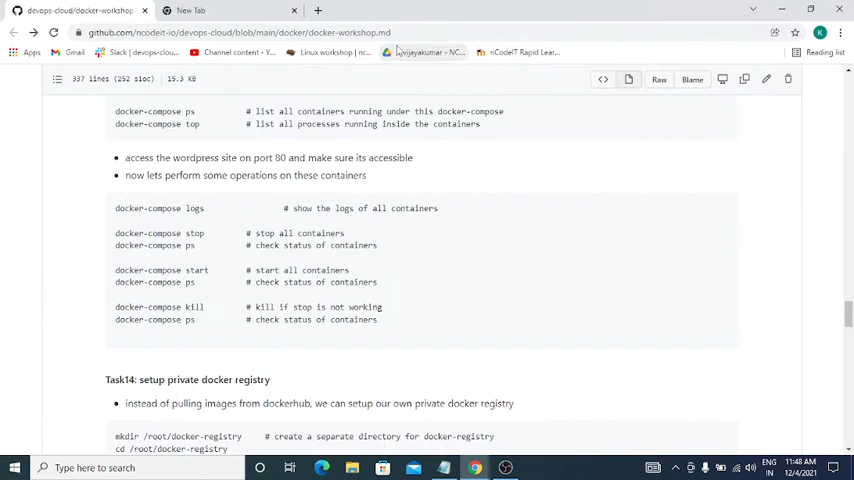 devops-cloud/docker-workshop
New Tab
github.com/ncodeit-io/devops-cloud/blob/main/docker/docker-workshop.md
Apps
Gmail
Slack | devops-cloud...
Channel content - Y...
Linux workshop | nc...
vijayakumar - NC...
nCodeIT Rapid Lear...
Reading list
337 lines (252 sloc)
15.3 KB
Raw
Blame
docker-compose ps # list all containers running under this docker-compose
docker-compose top # list all processes running inside the containers
• access the wordpress site on port 80 and make sure its accessible
• now lets perform some operations on these containers
docker-compose logs # show the logs of all containers
docker-compose stop # stop all containers
docker-compose ps # check status of containers
docker-compose start # start all containers
docker-compose ps # check status of containers
docker-compose kill # kill if stop is not working
docker-compose ps # check status of containers
Task14: setup private docker registry
• instead of pulling images from dockerhub, we can setup our own private docker registry
mkdir /root/docker-registry # create a separate directory for docker-registry
cd /root/docker-registry
Type here to search
ENG
IN
11:48 AM
12/4/2021
K